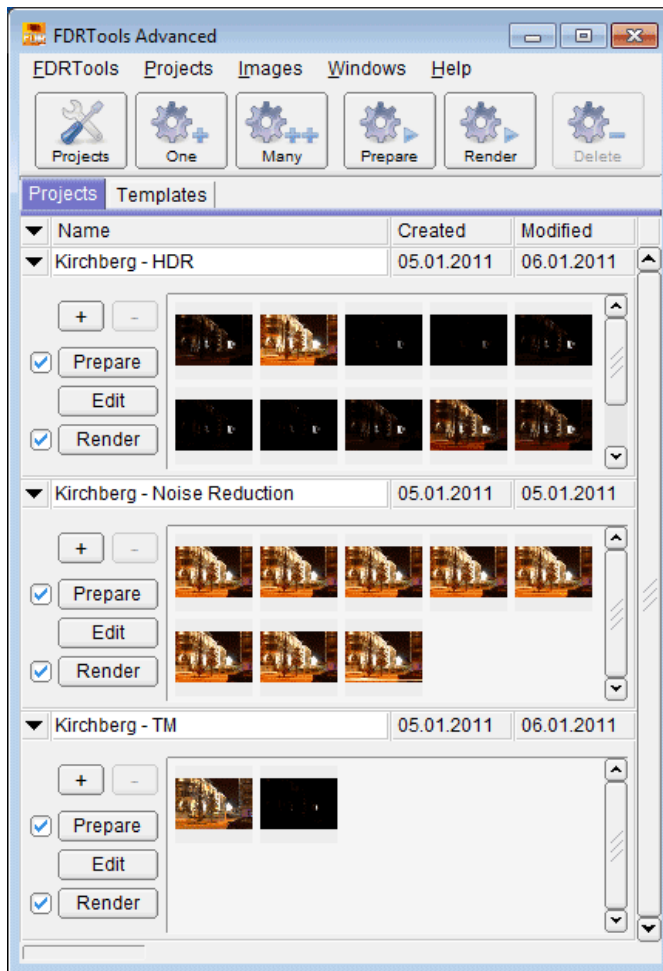 FDRTools Advanced
FDRTools Projects Images Windows Help
Projects One Many Prepare Render Delete
Projects Templates
Name Created Modified
Kirchberg - HDR 05.01.2011 06.01.2011
+ -
Prepare
Edit
Render
Kirchberg - Noise Reduction 05.01.2011 05.01.2011
+ -
Prepare
Edit
Render
Kirchberg - TM 05.01.2011 06.01.2011
+ -
Prepare
Edit
Render